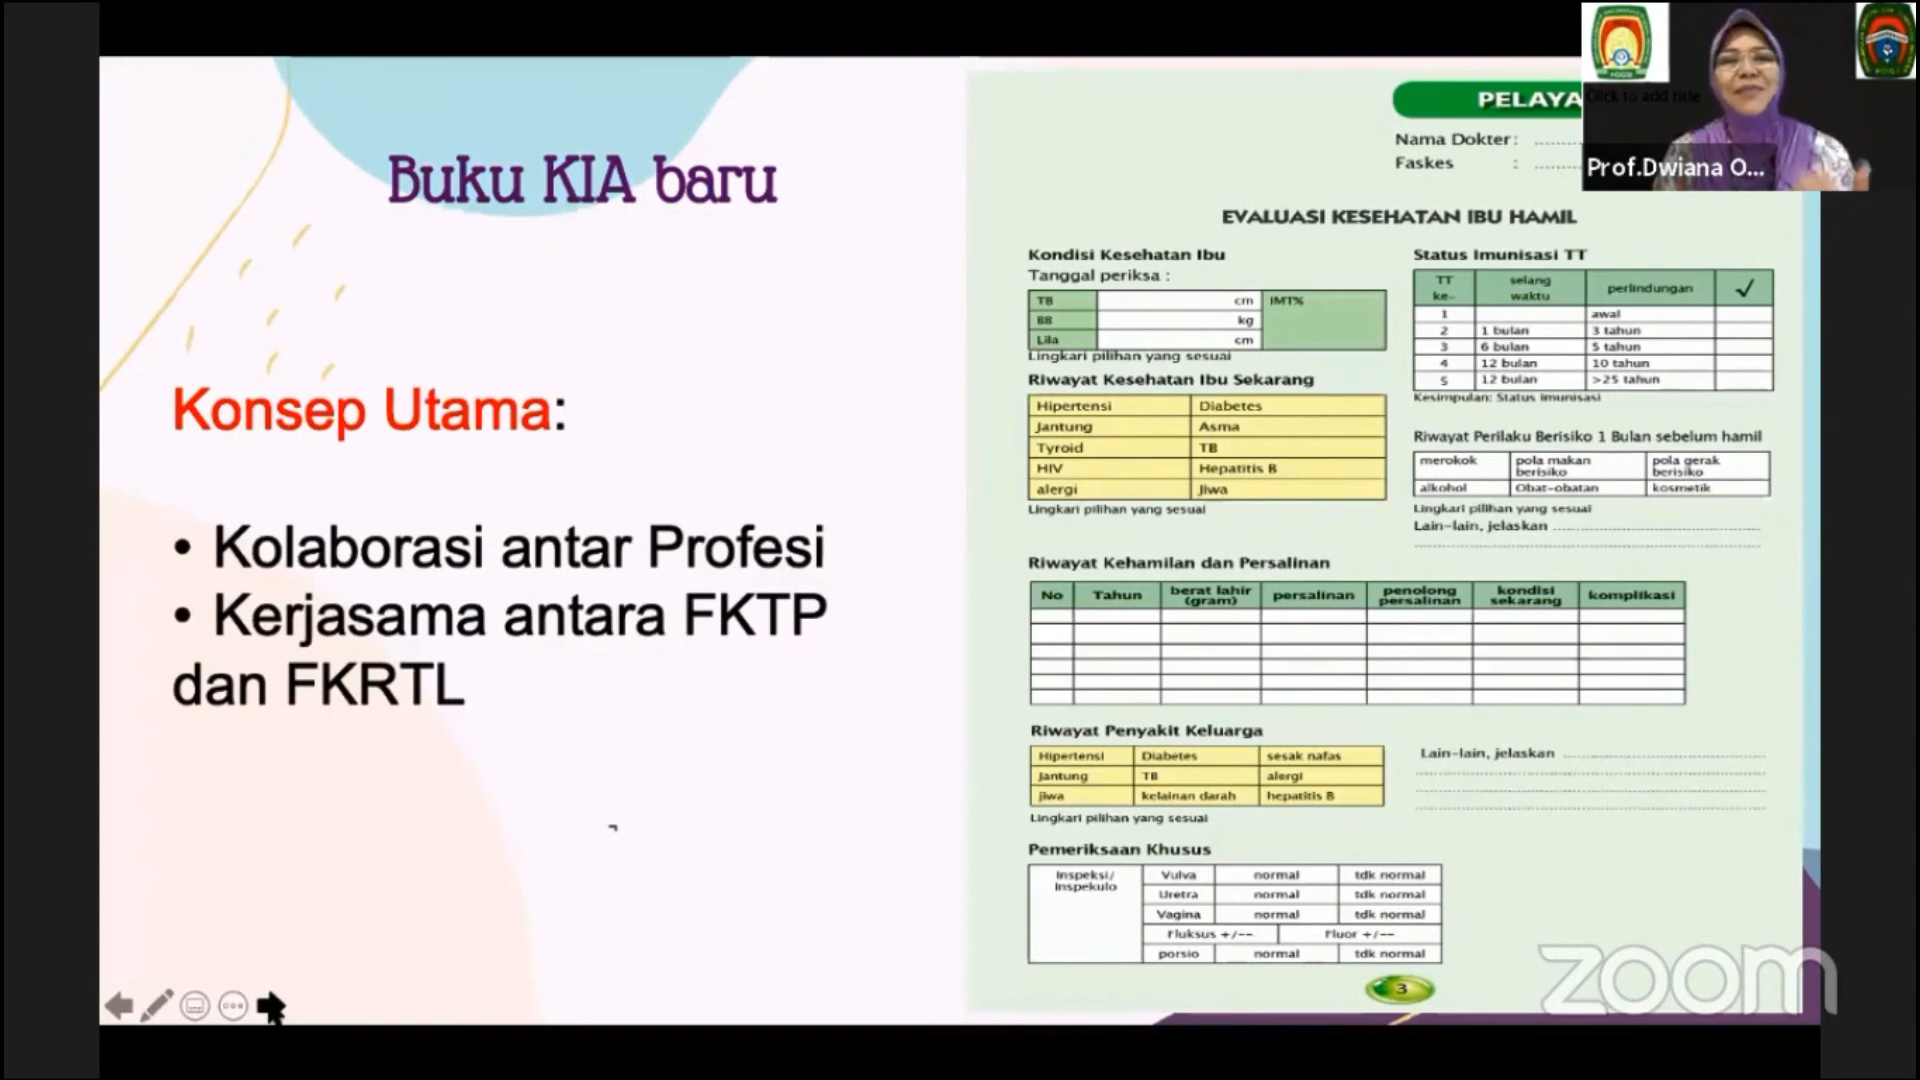 Buku KIA baru
Konsep Utama:
• Kolaborasi antar Profesi
• Kerjasama antara FKTP
dan FKRTL
PELAYA
Click to add title
Nama Dokter:
Faskes :
Prof.Dwiana O...
EVALUASI KESEHATAN IBU HAMIL
Kondisi Kesehatan Ibu
Tanggal periksa :
TB cm IMT%
BB kg
Lila cm
Lingkari pilihan yang sesuai
Riwayat Kesehatan Ibu Sekarang
Hipertensi Diabetes
Jantung Asma
Tyroid TB
HIV Hepatitis B
alergi Jiwa
Lingkari pilihan yang sesuai
Status Imunisasi TT
TT ke- selang waktu perlindungan ✓
1 awal
2 1 bulan 3 tahun
3 6 bulan 5 tahun
4 12 bulan 10 tahun
5 12 bulan >25 tahun
Kesimpulan: Status Imunisasi
Riwayat Perilaku Berisiko 1 Bulan sebelum hamil
merokok pola makan berisiko pola gerak berisiko
alkohol Obat-obatan kosmetik
Lingkari pilihan yang sesuai
Lain-lain, jelaskan
Riwayat Kehamilan dan Persalinan
No Tahun berat lahir (gram) persalinan penolong persalinan kondisi sekarang komplikasi
Riwayat Penyakit Keluarga
Hipertensi Diabetes sesak nafas
Jantung TB alergi
jiwa kelainan darah hepatitis B
Lingkari pilihan yang sesuai
Lain-lain, jelaskan
Pemeriksaan Khusus
Inspeksi/ Inspekulo Vulva normal tdk normal
Uretra normal tdk normal
Vagina normal tdk normal
Fluksus +/-- Fluor +/--
porsio normal tdk normal
3
zoom